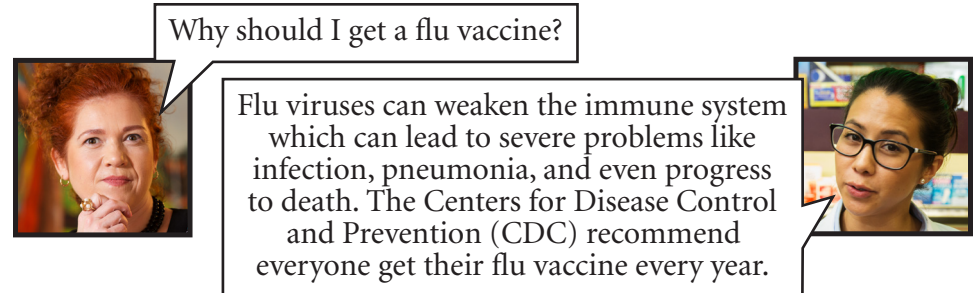 Why should I get a flu vaccine?
Flu viruses can weaken the immune system
which can lead to severe problems like
infection, pneumonia, and even progress
to death. The Centers for Disease Control
and Prevention (CDC) recommend
everyone get their flu vaccine every year.